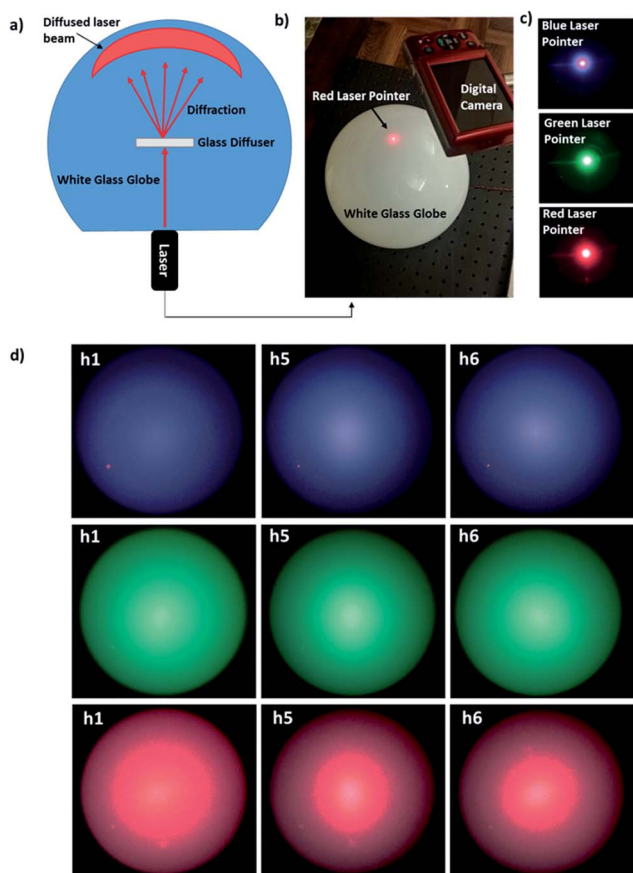 a)
Diffused laser
beam
Diffraction
Glass Diffuser
White Glass Globe
Laser
b)
Red Laser Pointer
Digital
Camera
White Glass Globe
c)
Blue Laser
Pointer
Green Laser
Pointer
Red Laser
Pointer
d)
h1
h5
h6
h1
h5
h6
h1
h5
h6